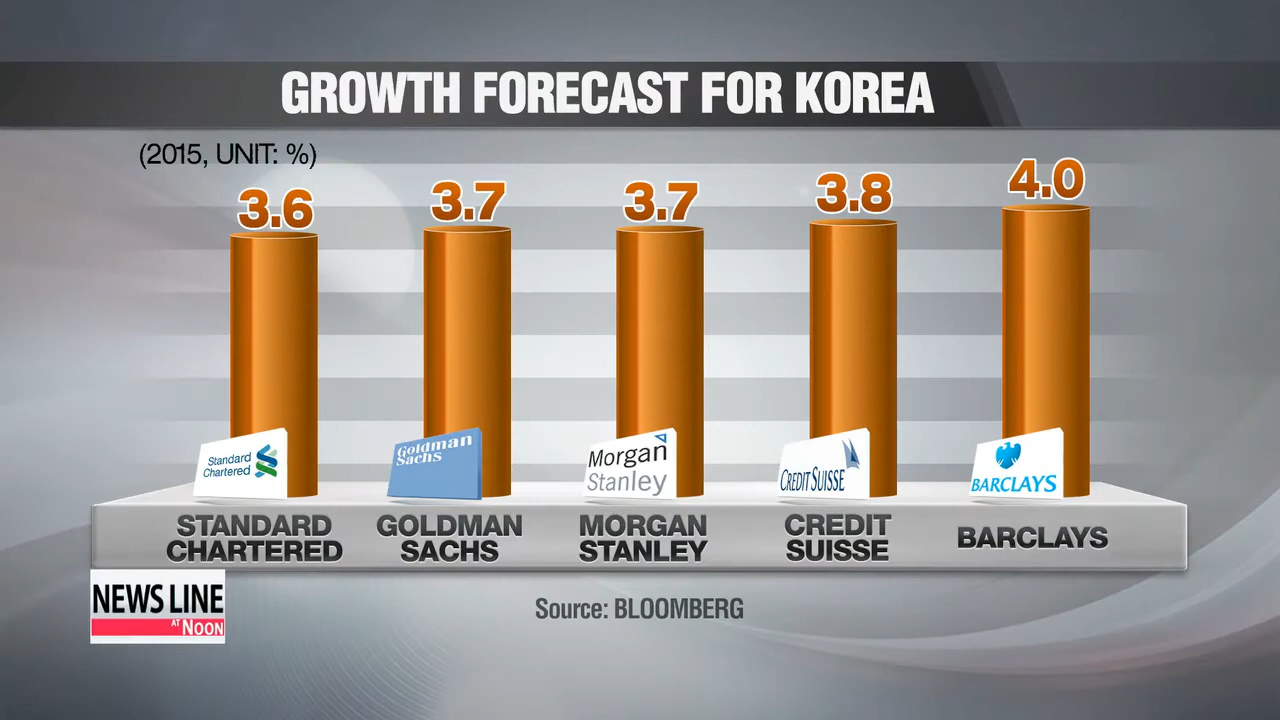 GROWTH FORECAST FOR KOREA
(2015, UNIT: %)
3.6
3.7
3.7
3.8
4.0
Standard
Chartered
Goldman
Sachs
Morgan
Stanley
CREDIT SUISSE
BARCLAYS
STANDARD
CHARTERED
GOLDMAN
SACHS
MORGAN
STANLEY
CREDIT
SUISSE
BARCLAYS
NEWS LINE
AT NOON
Source: BLOOMBERG